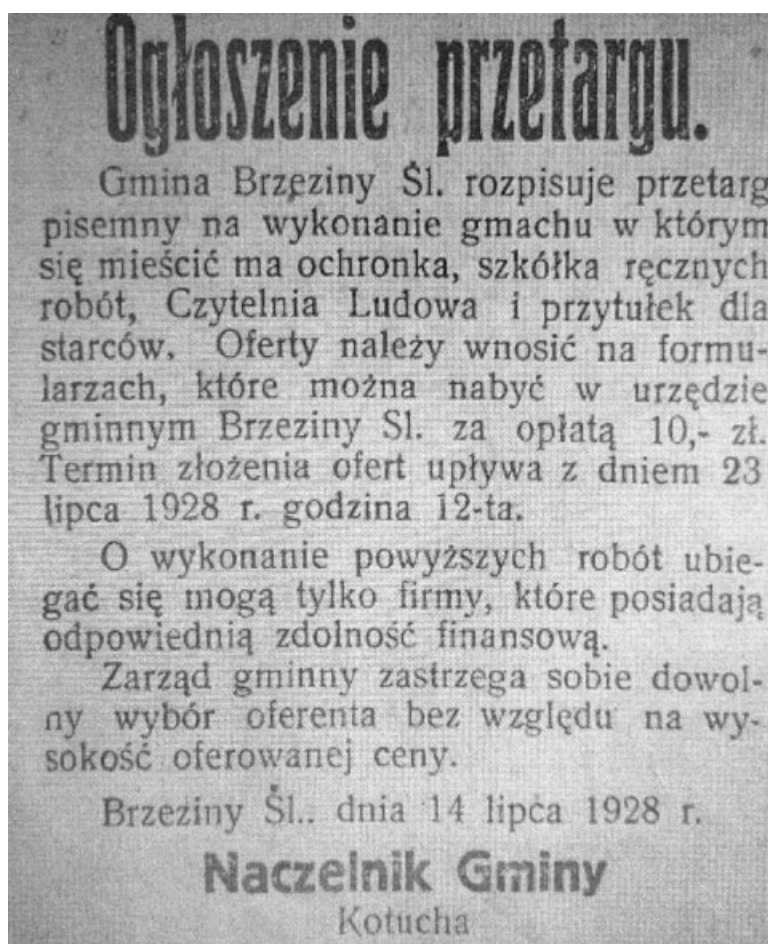 Ogłoszenie przetargu.
Gmina Brzeziny Śl. rozpisuje przetarg
pisemny na wykonanie gmachu w którym
się mieścić ma ochronka, szkółka ręcznych
robót, Czytelnia Ludowa i przytułek dla
starców. Oferty należy wnosić na formu-
larzach, które można nabyć w urzędzie
gminnym Brzeziny Sl. za opłatą 10,- zł.
Termin złożenia ofert upływa z dniem 23
lipca 1928 r. godzina 12-ta.
O wykonanie powyższych robót ubie-
gać się mogą tylko firmy, które posiadają
odpowiednią zdolność finansową.
Zarząd gminny zastrzega sobie dowol-
ny wybór oferenta bez względu na wy-
sokość oferowanej ceny.
Brzeziny Śl.. dnia 14 lipca 1928 r.
Naczelnik Gminy
Kotucha